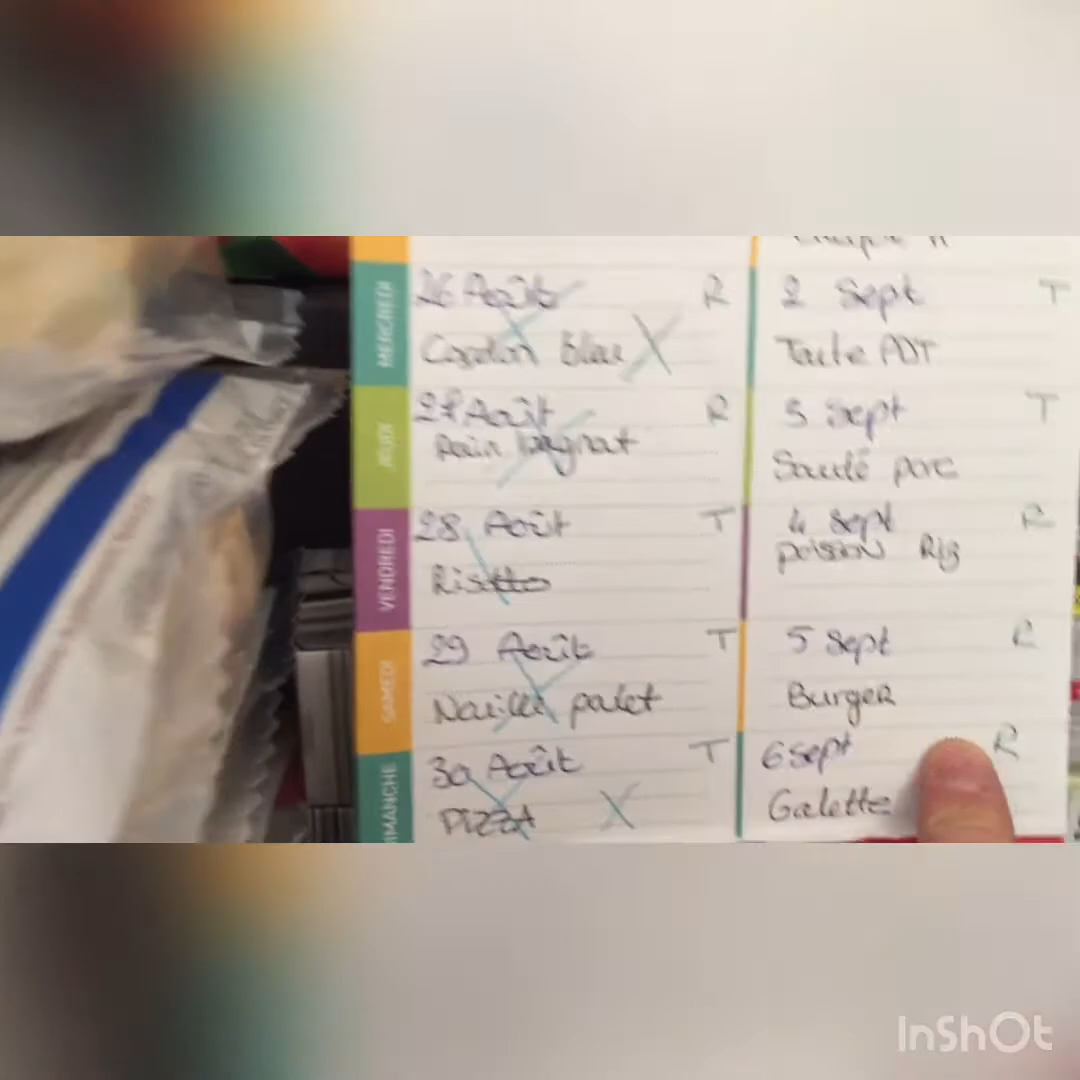 MERCREDI
26 Août R
Cordon bleu X
JEUDI
27 Août R
Pain bagnat
VENDREDI
28 Août T
Risotto
SAMEDI
29 Août T
Nouille palet
DIMANCHE
30 Août T
Pizza X
2 Sept T
Tarte PDT
3 Sept T
Sauté porc
4 Sept R
poisson Riz
5 Sept R
Burger
6 Sept R
Galette
InShOt